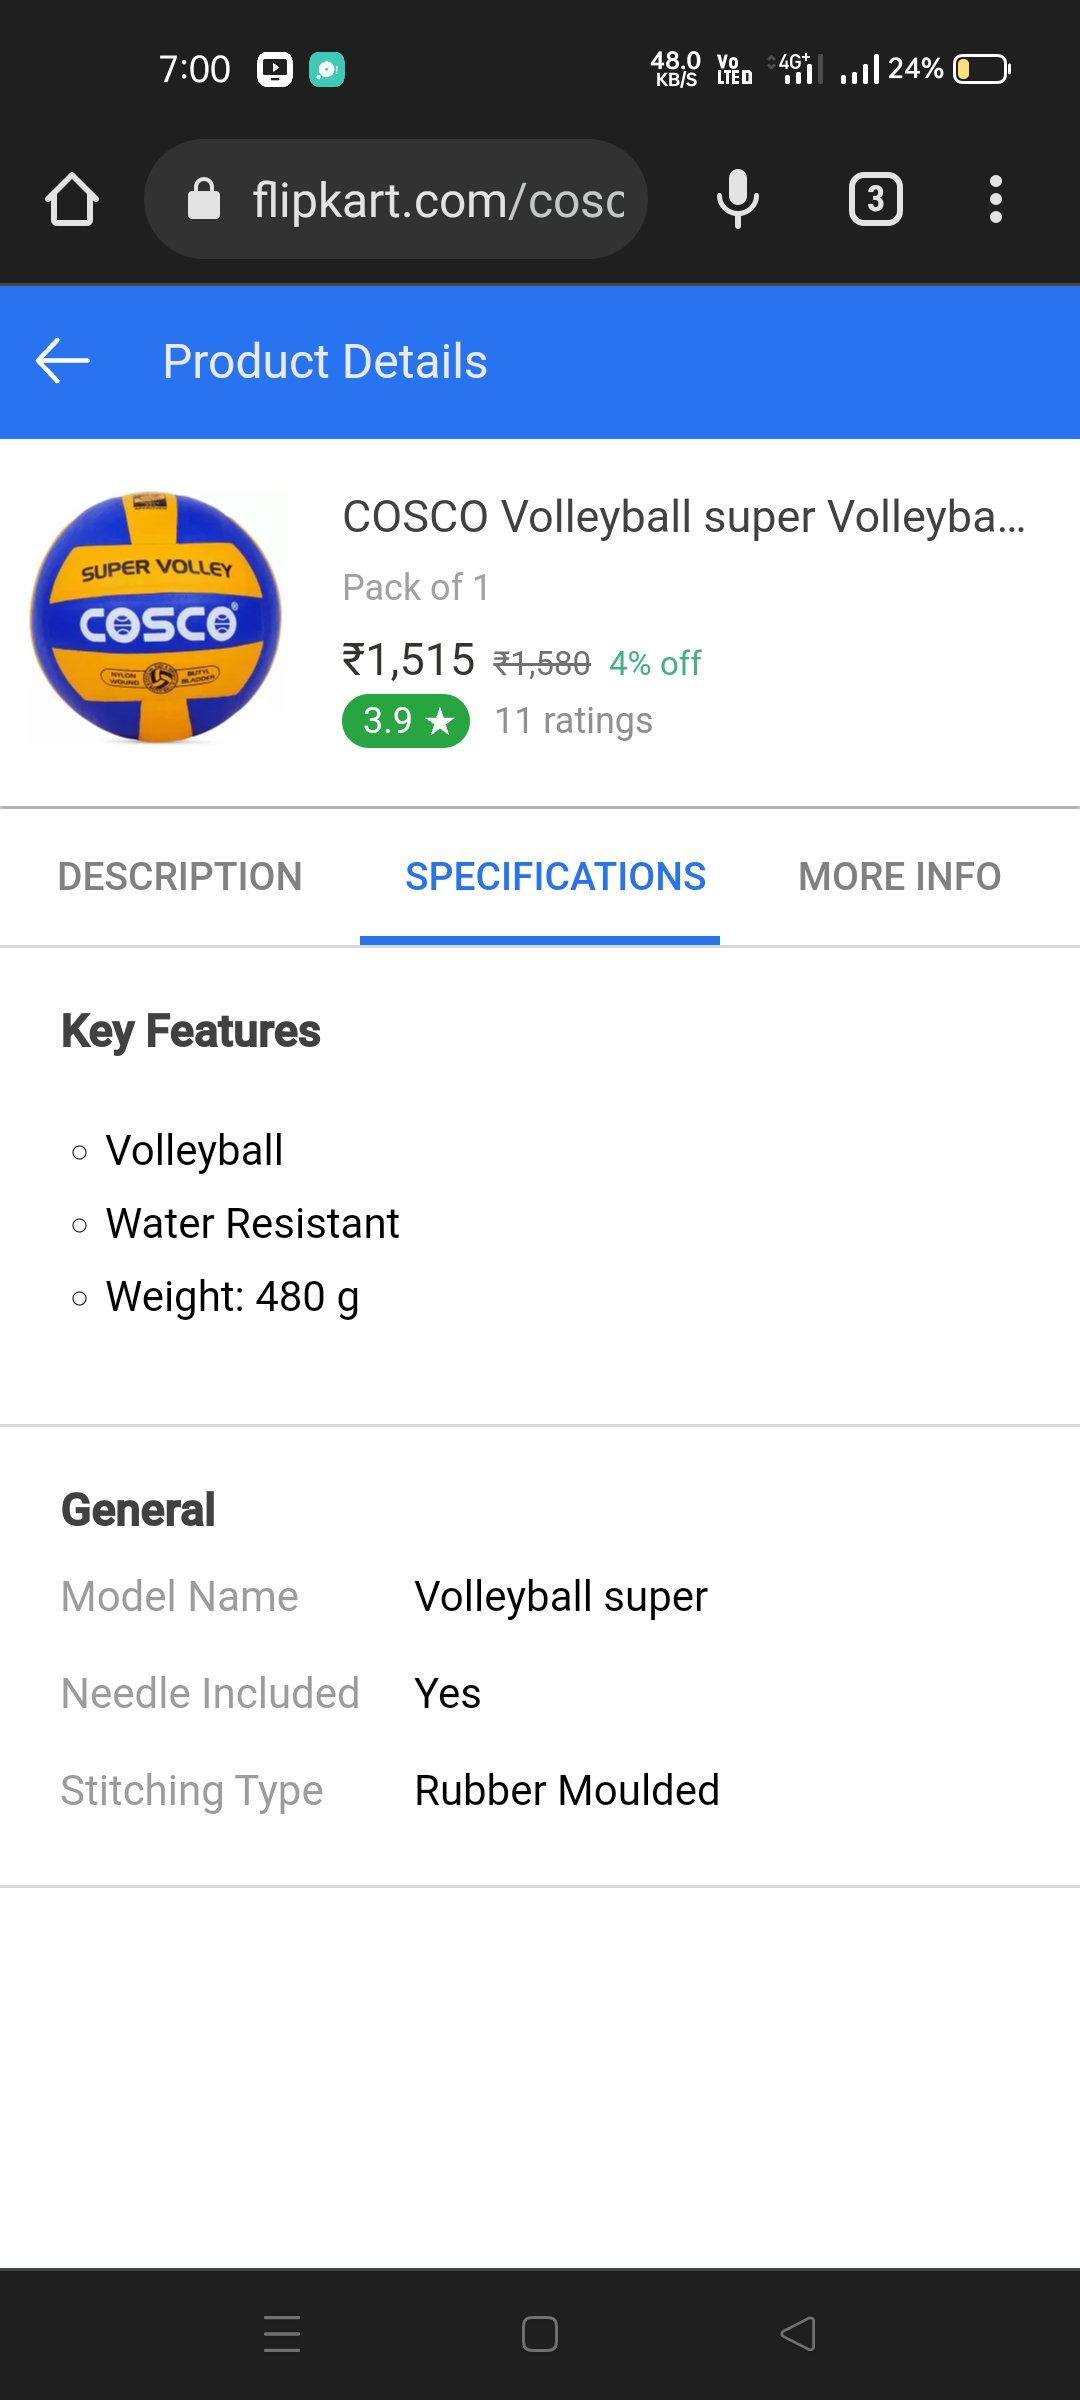 7:00 48.0 KB/S Vo LTE 4G+ 24%
flipkart.com/cosc
3
Product Details
SUPER VOLLEY
COSCO®
NYLON WOUND
BUTYL BLADDER
COSCO Volleyball super Volleyba...
Pack of 1
₹1,515 ₹1,580 4% off
3.9 ★ 11 ratings
DESCRIPTION SPECIFICATIONS MORE INFO
Key Features
Volleyball
Water Resistant
Weight: 480 g
General
Model Name Volleyball super
Needle Included Yes
Stitching Type Rubber Moulded